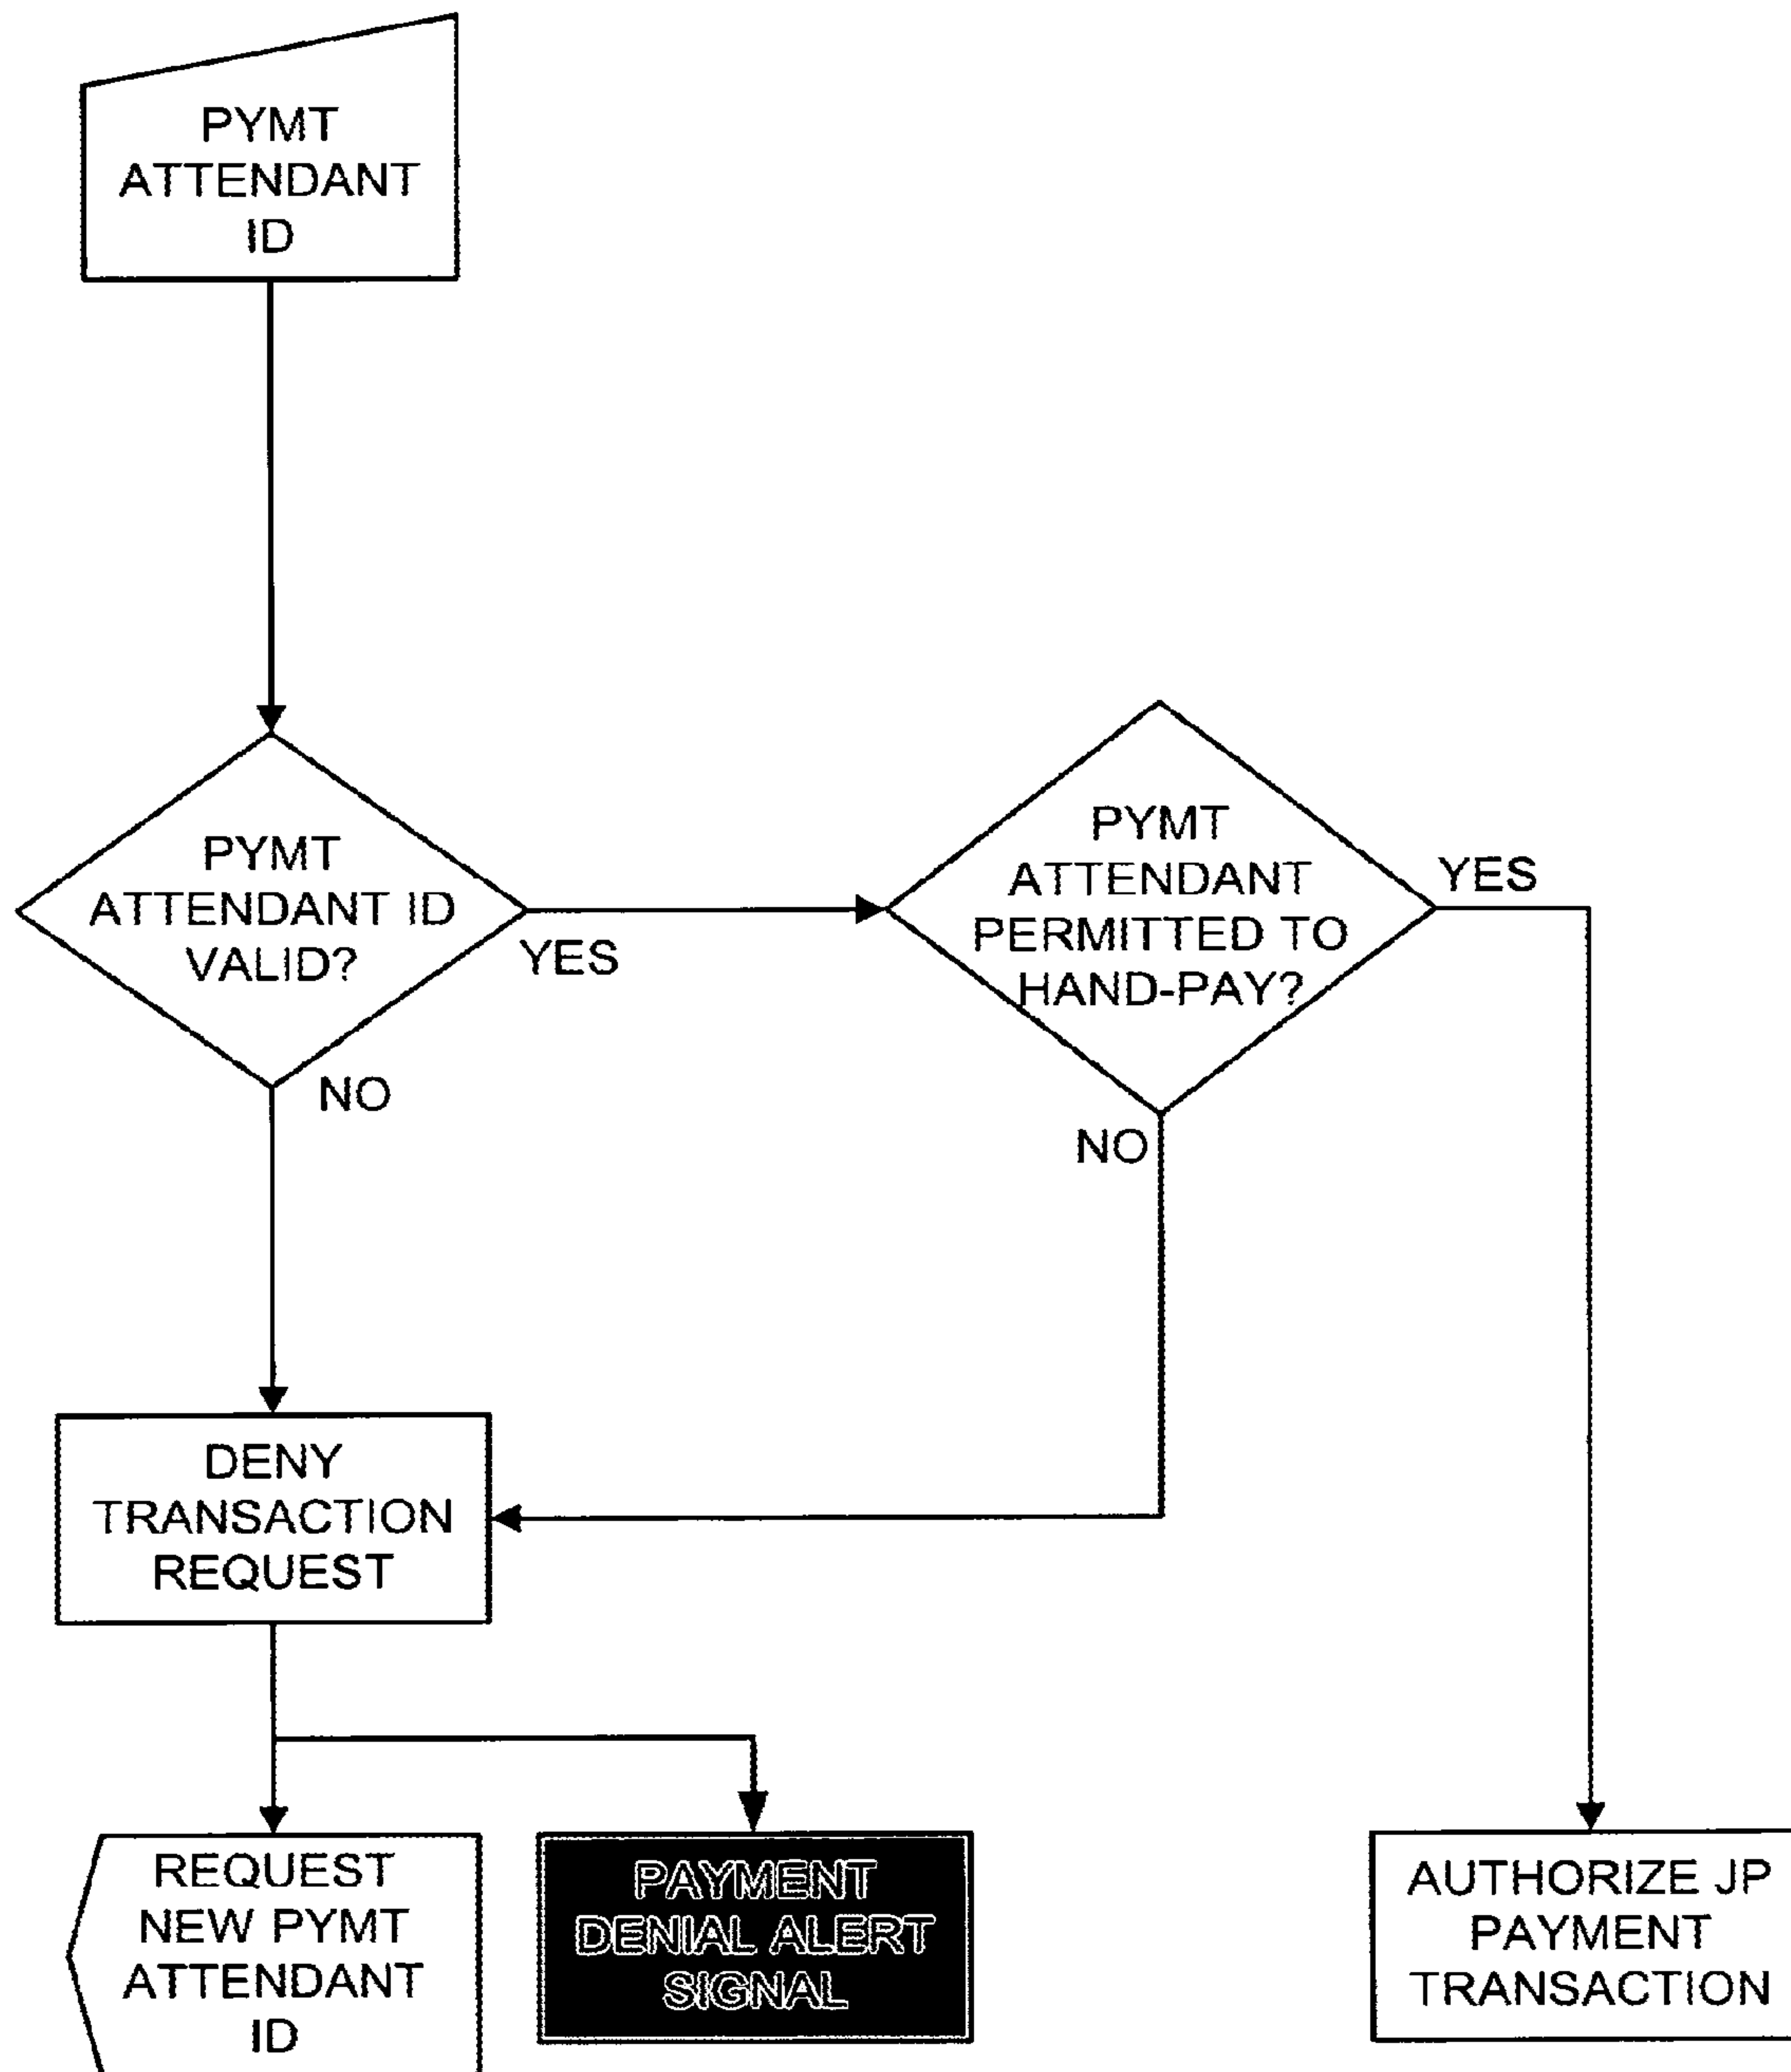 PYMT
ATTENDANT
ID
PYMT
ATTENDANT ID
VALID?
YES
NO
PYMT
ATTENDANT
PERMITTED TO
HAND-PAY?
YES
NO
DENY
TRANSACTION
REQUEST
REQUEST
NEW PYMT
ATTENDANT
ID
PAYMENT
DENIAL ALERT
SIGNAL
AUTHORIZE JP
PAYMENT
TRANSACTION